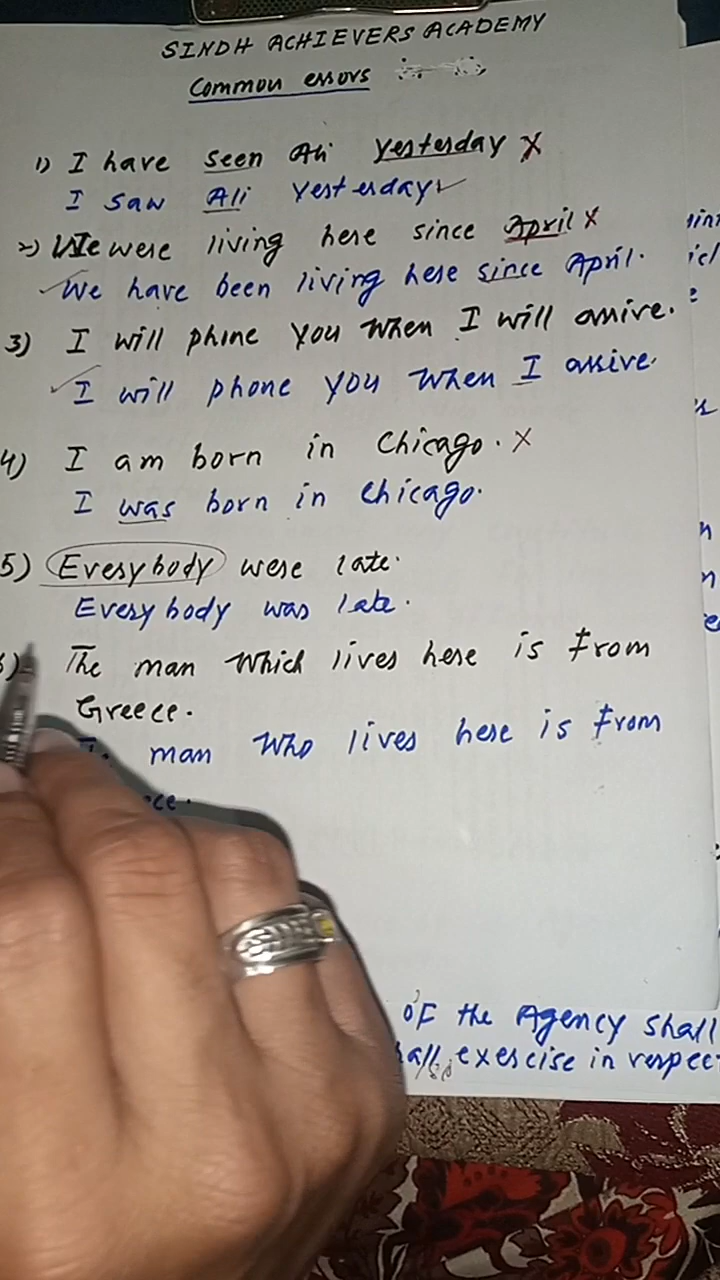 SINDH ACHIEVERS ACADEMY
Common errors
1) I have seen Ali yesterday X
I saw Ali yesterday ✓
2) We were living here since April X
✓ We have been living here since April.
3) I will phone you when I will arrive.
✓ I will phone you when I arrive.
4) I am born in Chicago. X
I was born in Chicago.
5) Everybody were late.
Everybody was late.
The man which lives here is from
Greece.
man who lives here is from
ce.
of the Agency shall
exercise in respec